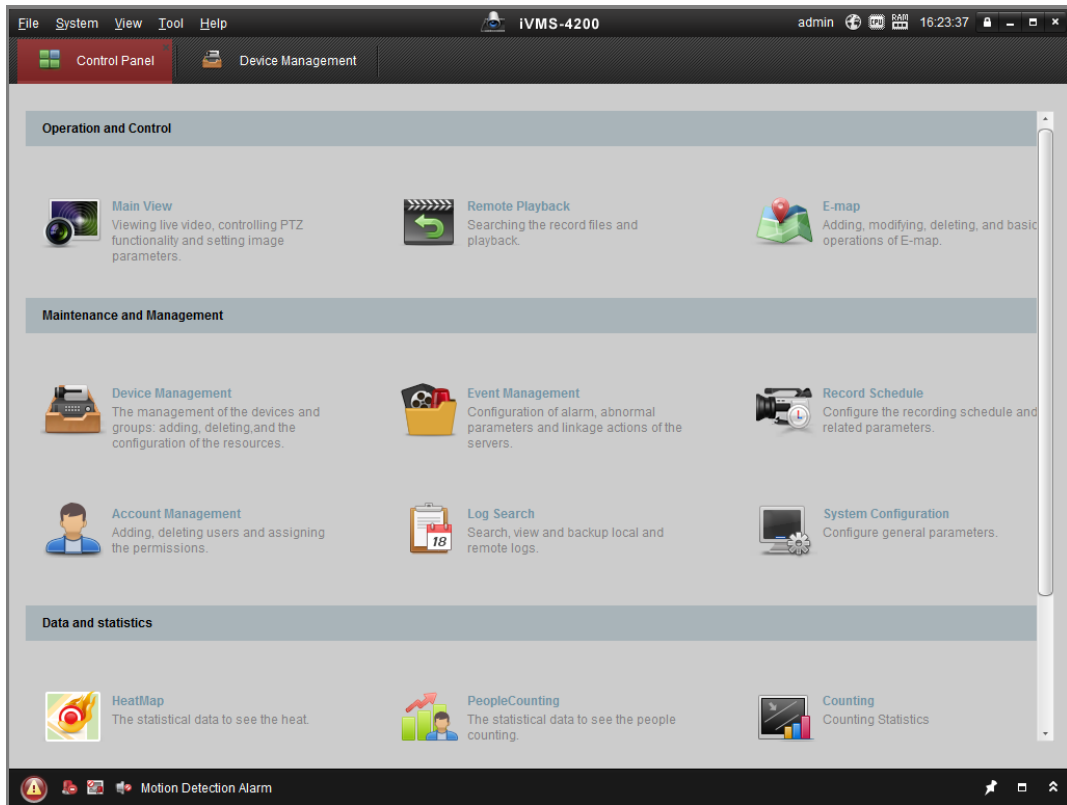 File System View Tool Help iVMS-4200 admin CPU RAM 16:23:37
Control Panel Device Management
Operation and Control
Main View
Viewing live video, controlling PTZ
functionality and setting image
parameters.
Remote Playback
Searching the record files and
playback.
E-map
Adding, modifying, deleting, and basic
operations of E-map.
Maintenance and Management
Device Management
The management of the devices and
groups: adding, deleting,and the
configuration of the resources.
Event Management
Configuration of alarm, abnormal
parameters and linkage actions of the
servers.
Record Schedule
Configure the recording schedule and
related parameters.
Account Management
Adding, deleting users and assigning
the permissions.
18
Log Search
Search, view and backup local and
remote logs.
System Configuration
Configure general parameters.
Data and statistics
HeatMap
The statistical data to see the heat.
PeopleCounting
The statistical data to see the people
counting.
Counting
Counting Statistics
Motion Detection Alarm